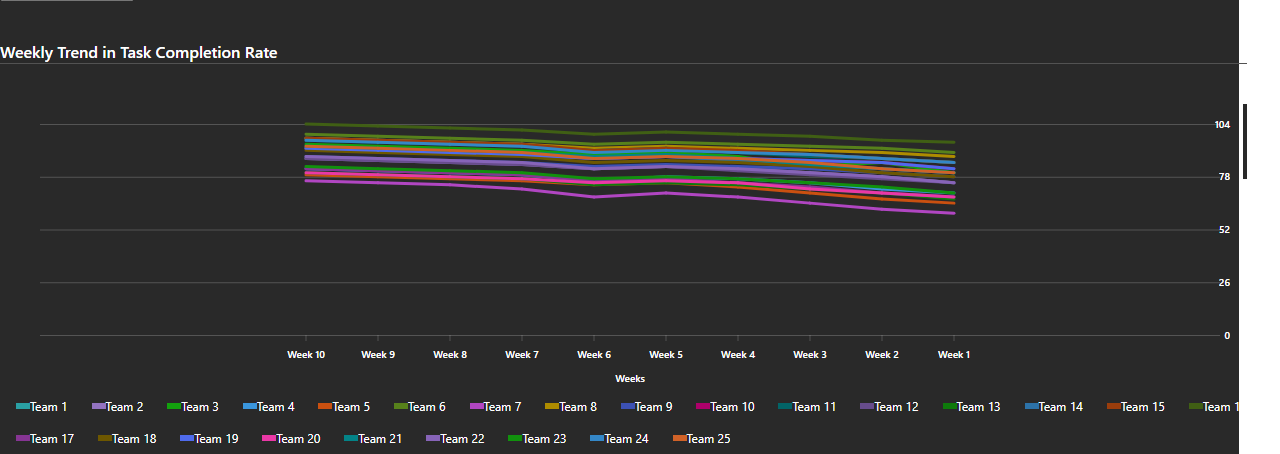 Weekly Trend in Task Completion Rate
104
78
52
26
0
Week 10 Week 9 Week 8 Week 7 Week 6 Week 5 Week 4 Week 3 Week 2 Week 1
Weeks
Team 1 Team 2 Team 3 Team 4 Team 5 Team 6 Team 7 Team 8 Team 9 Team 10 Team 11 Team 12 Team 13 Team 14 Team 15 Team 1
Team 17 Team 18 Team 19 Team 20 Team 21 Team 22 Team 23 Team 24 Team 25